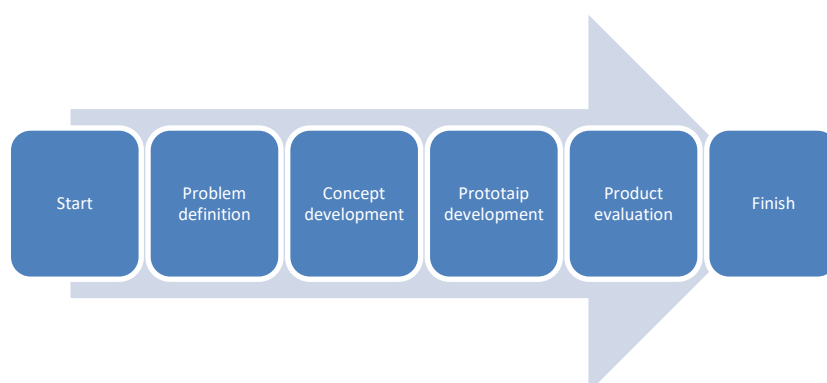 Start
Problem
definition
Concept
development
Prototaip
development
Product
evaluation
Finish